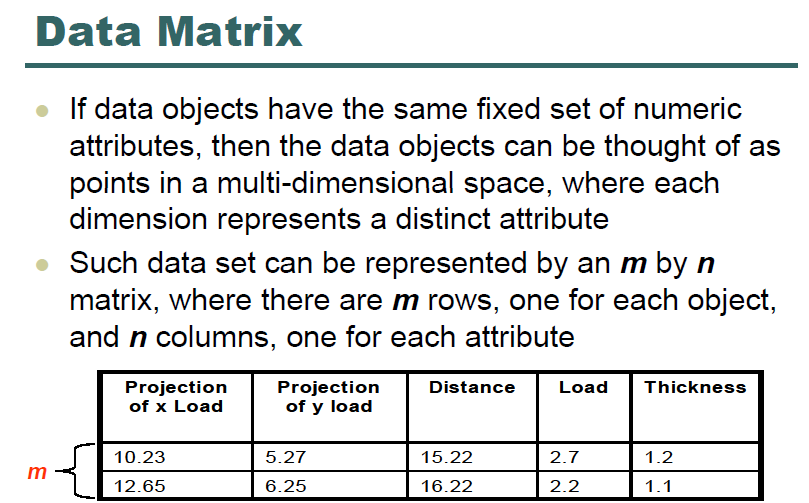 Data Matrix
If data objects have the same fixed set of numeric
attributes, then the data objects can be thought of as
points in a multi-dimensional space, where each
dimension represents a distinct attribute
Such data set can be represented by an m by n
matrix, where there are m rows, one for each object,
and n columns, one for each attribute
Projection of x Load Projection of y load Distance Load Thickness
10.23 5.27 15.22 2.7 1.2
m
12.65 6.25 16.22 2.2 1.1